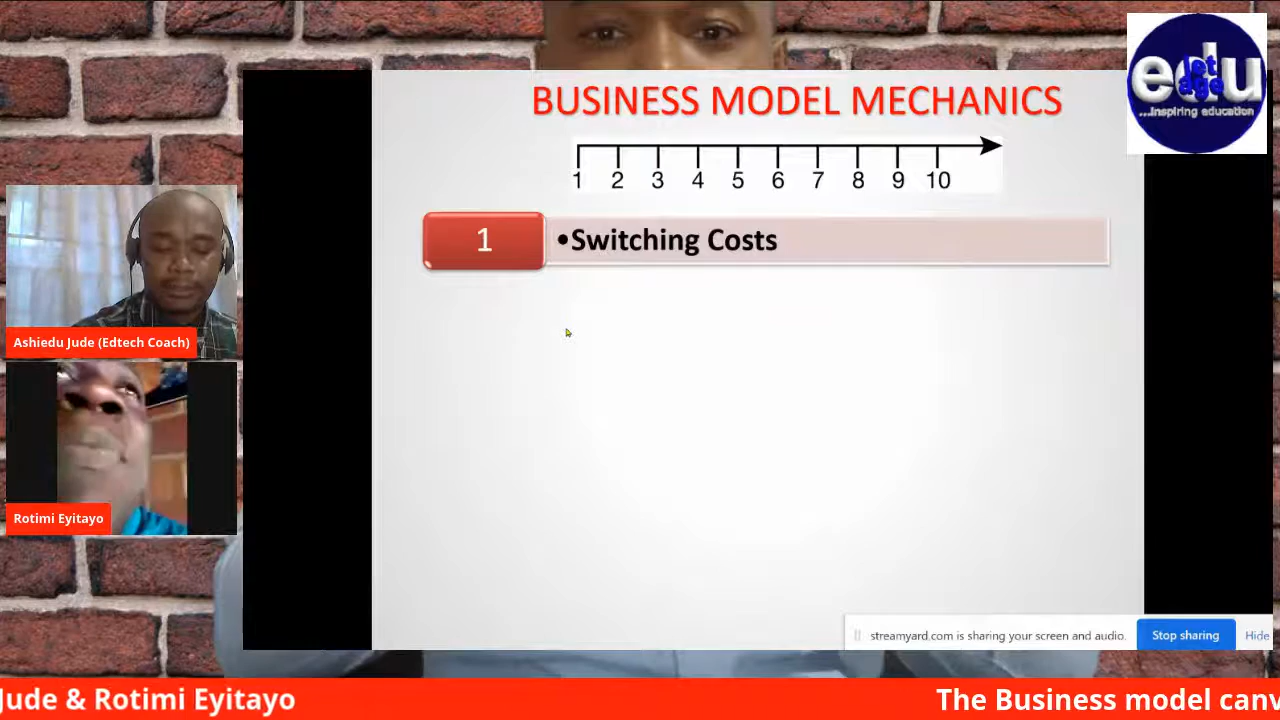 BUSINESS MODEL MECHANICS
1 2 3 4 5 6 7 8 9 10
1
•Switching Costs
edu
let
age
...inspiring education
Ashiedu Jude (Edtech Coach)
Rotimi Eyitayo
streamyard.com is sharing your screen and audio.
Stop sharing
Hide
Jude & Rotimi Eyitayo
The Business model canv